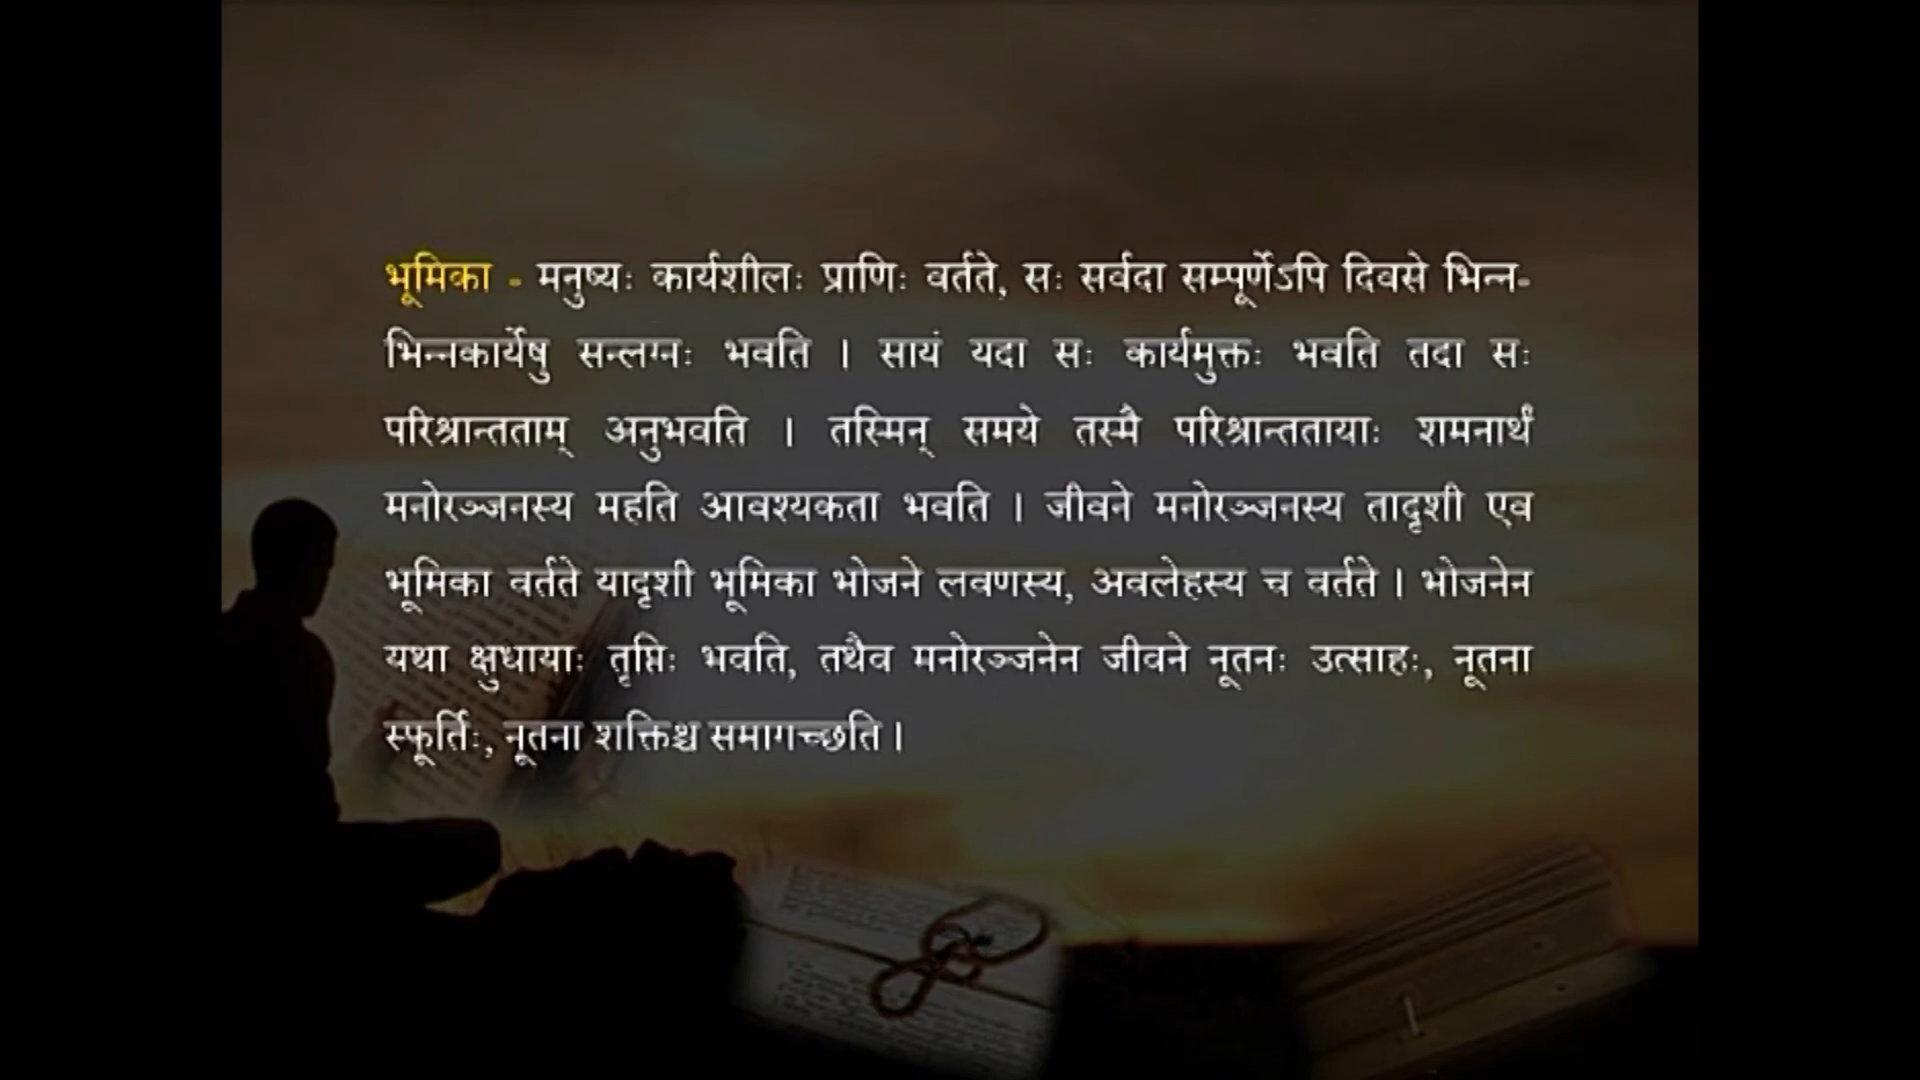 भूमिका - मनुष्यः कार्यशीलः प्राणिः वर्तते, सः सर्वदा सम्पूर्णेऽपि दिवसे भिन्न-
भिन्नकार्येषु सन्लग्नः भवति । सायं यदा सः कार्यमुक्तः भवति तदा सः
परिश्रान्तताम् अनुभवति । तस्मिन् समये तस्मै परिश्रान्ततायाः शमनार्थं
मनोरञ्जनस्य महति आवश्यकता भवति । जीवने मनोरञ्जनस्य तादृशी एव
भूमिका वर्तते यादृशी भूमिका भोजने लवणस्य, अवलेहस्य च वर्तते । भोजनेन
यथा क्षुधायाः तृप्तिः भवति, तथैव मनोरञ्जनेन जीवने नूतनः उत्साहः, नूतना
स्फूर्तिः, नूतना शक्तिश्च समागच्छति ।